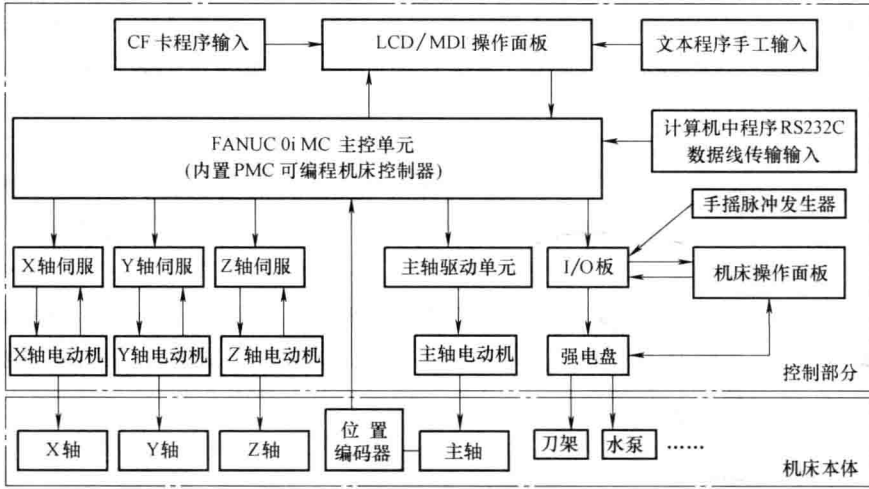 CF 卡程序输入
LCD/MDI 操作面板
文本程序手工输入
FANUC 0i MC 主控单元
(内置 PMC 可编程机床控制器)
计算机中程序 RS232C
数据线传输输入
手摇脉冲发生器
X轴伺服
Y轴伺服
Z轴伺服
主轴驱动单元
I/O板
机床操作面板
X轴电动机
Y轴电动机
Z轴电动机
主轴电动机
强电盘
控制部分
X轴
Y轴
Z轴
位置
编码器
主轴
刀架
水泵
……
机床本体